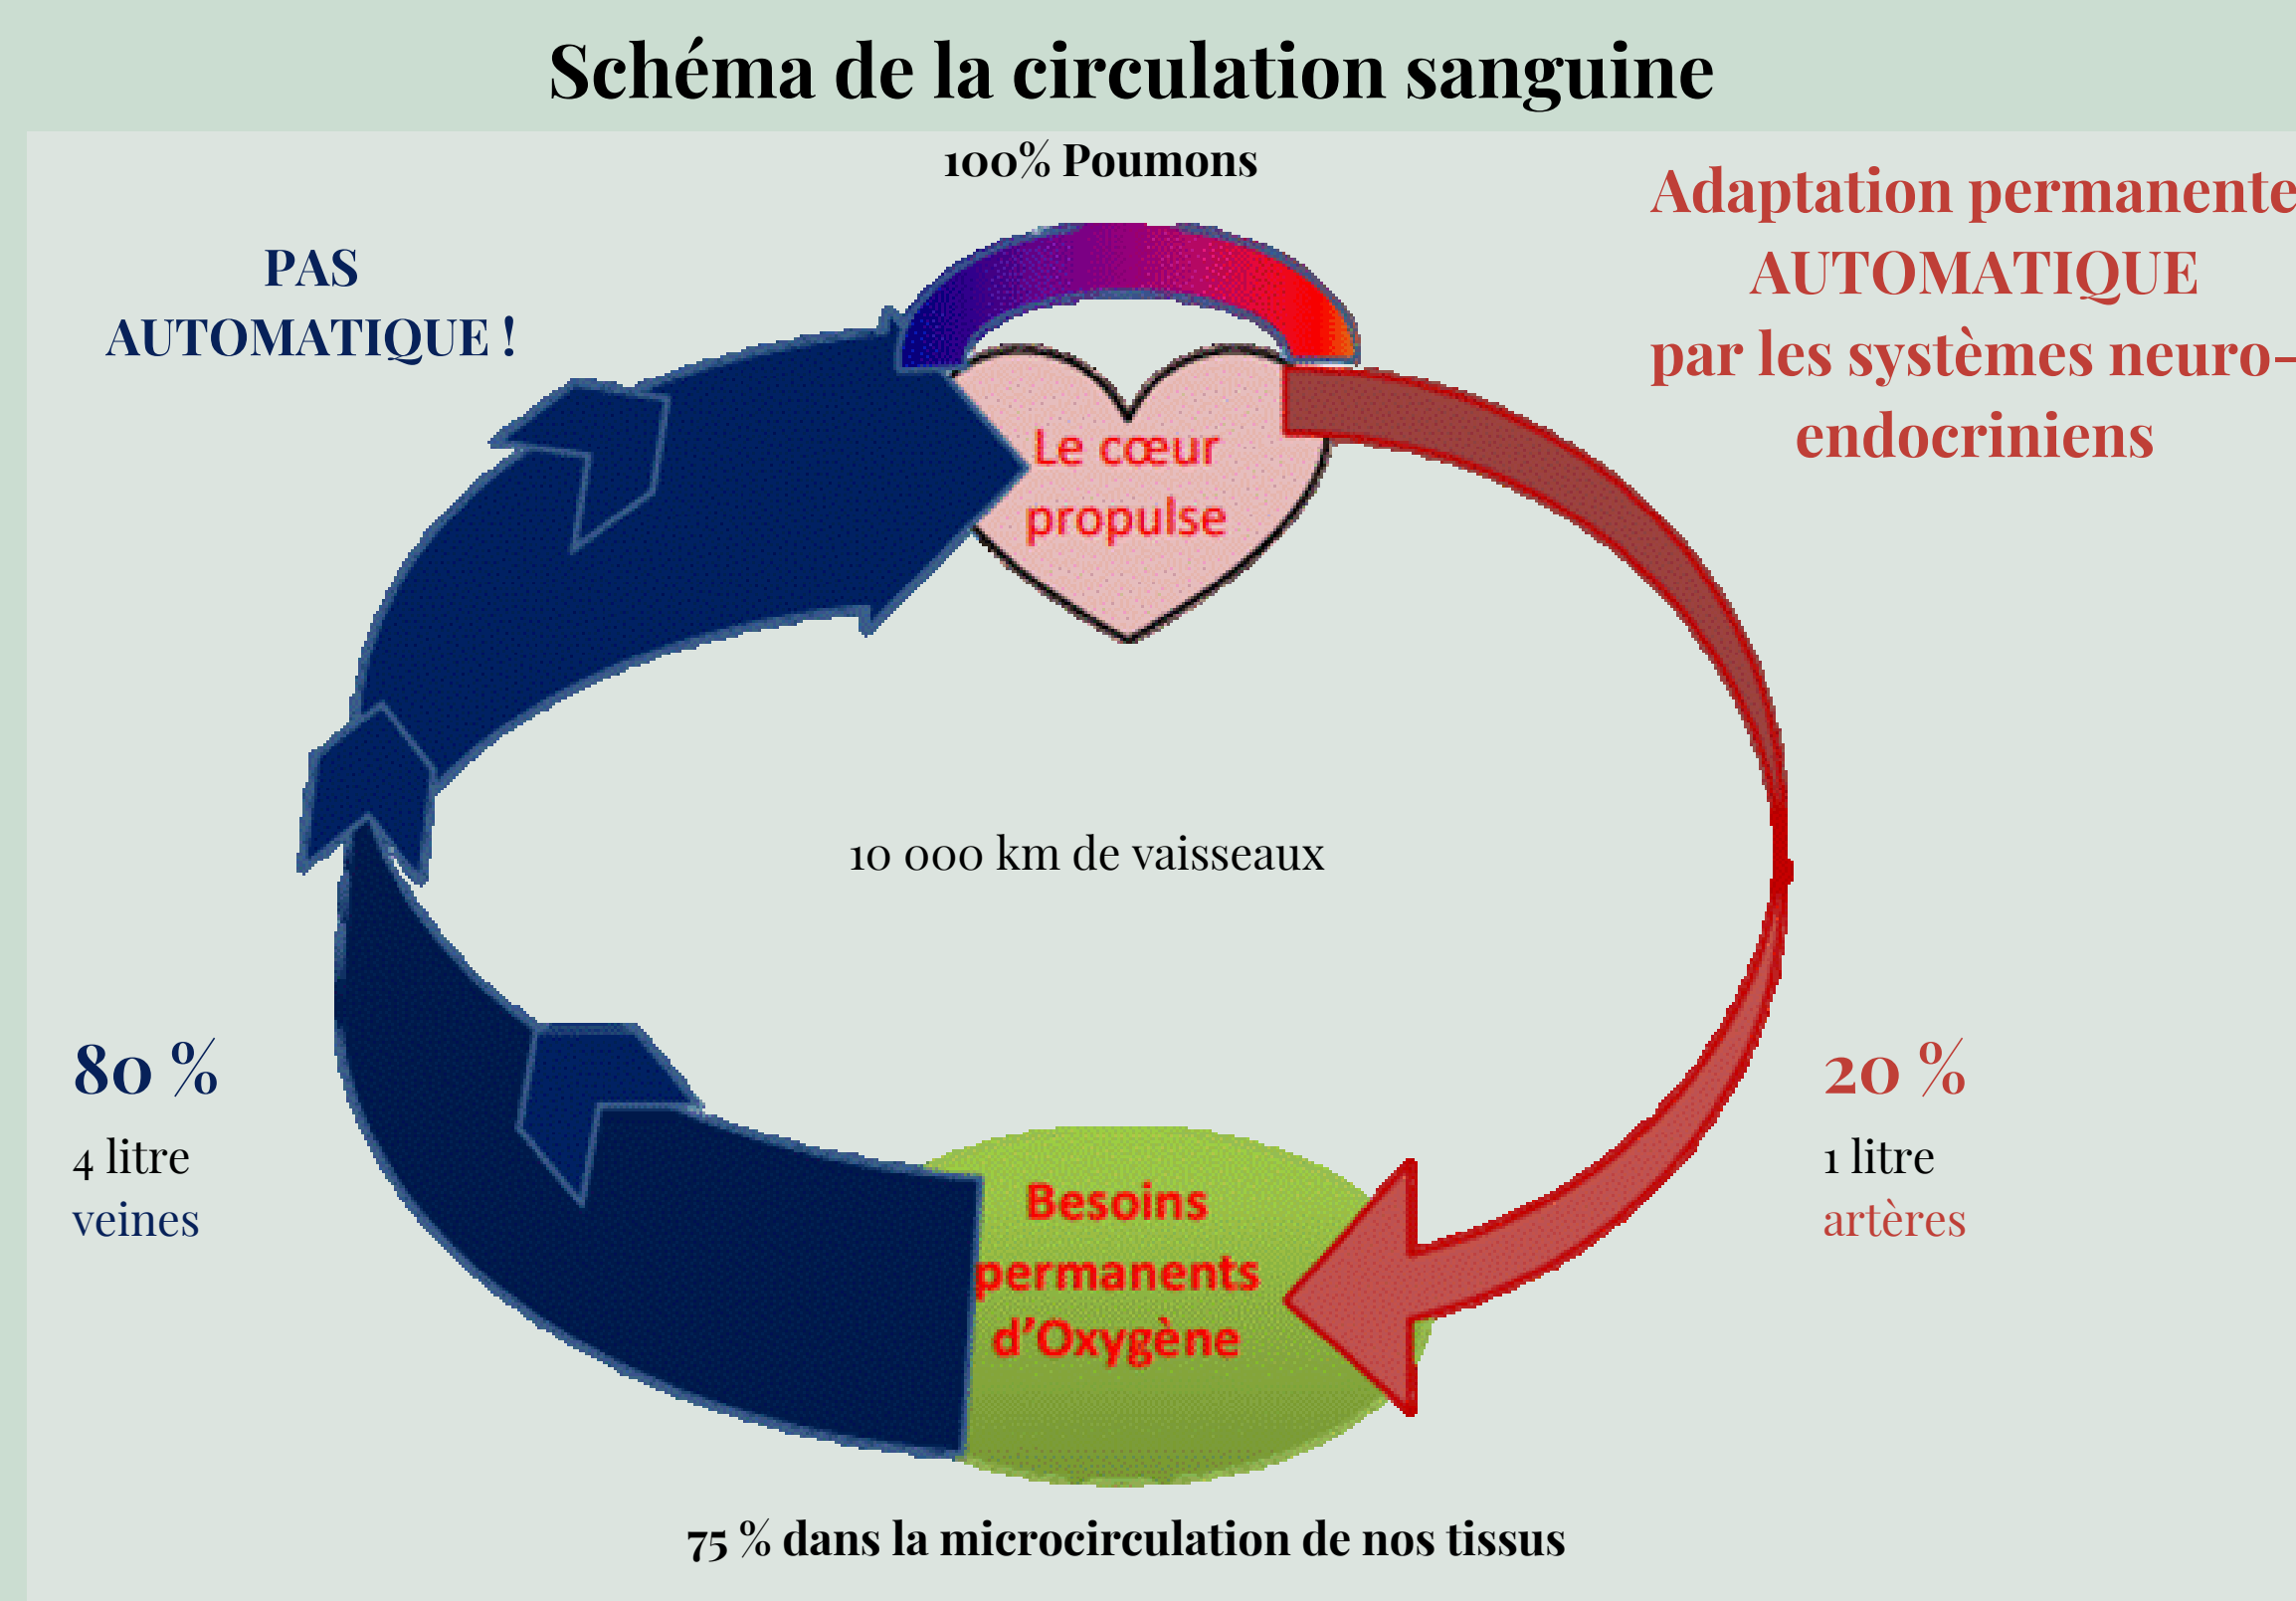 Schéma de la circulation sanguine
100% Poumons
PAS
AUTOMATIQUE !
Adaptation permanente
AUTOMATIQUE
par les systèmes neuro-
endocriniens
Le cœur
propulse
10 000 km de vaisseaux
80 %
4 litre
veines
20 %
1 litre
artères
Besoins
permanents
d’Oxygène
75 % dans la microcirculation de nos tissus